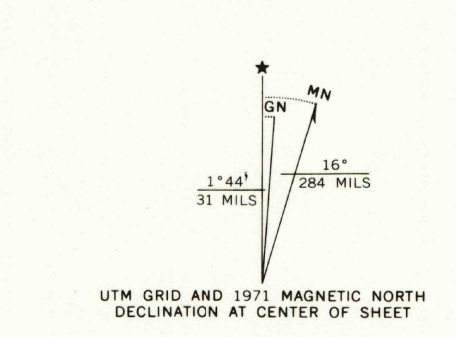 ★
MN
GN
1°44'
31 MILS
16°
284 MILS
UTM GRID AND 1971 MAGNETIC NORTH
DECLINATION AT CENTER OF SHEET